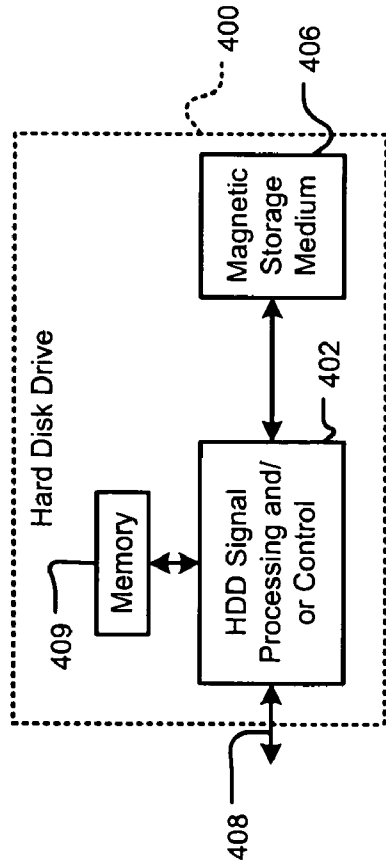 400
Hard Disk Drive
409
Memory
HDD Signal
Processing and/
or Control
Magnetic
Storage
Medium
408
402
406